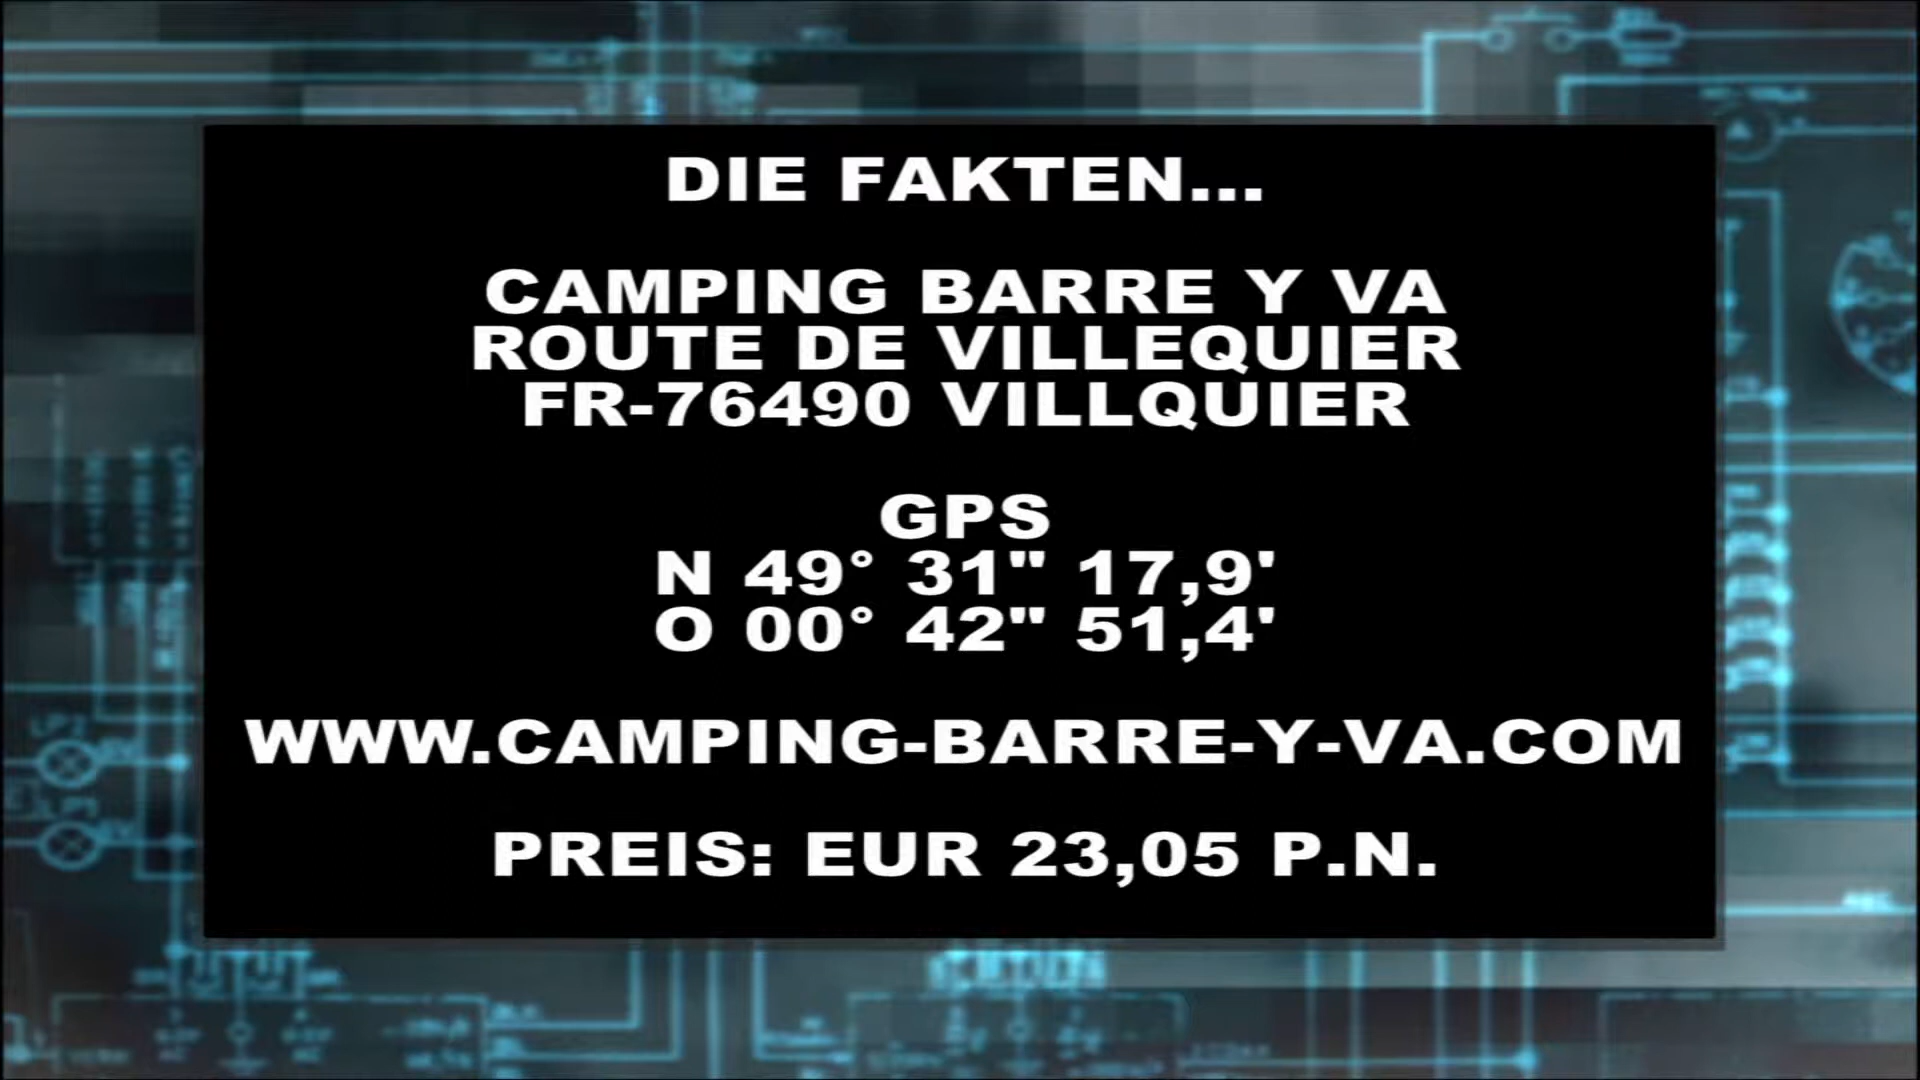 DIE FAKTEN...
CAMPING BARRE Y VA
ROUTE DE VILLEQUIER
FR-76490 VILLQUIER
GPS
N 49° 31" 17,9'
O 00° 42" 51,4'
WWW.CAMPING-BARRE-Y-VA.COM
PREIS: EUR 23,05 P.N.